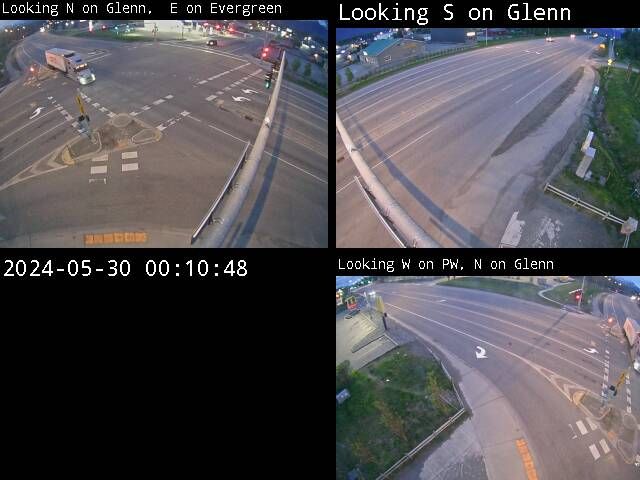 Looking N on Glenn,  E on Evergreen
Looking S on Glenn
2024-05-30 00:10:48
Looking W on PW, N on Glenn